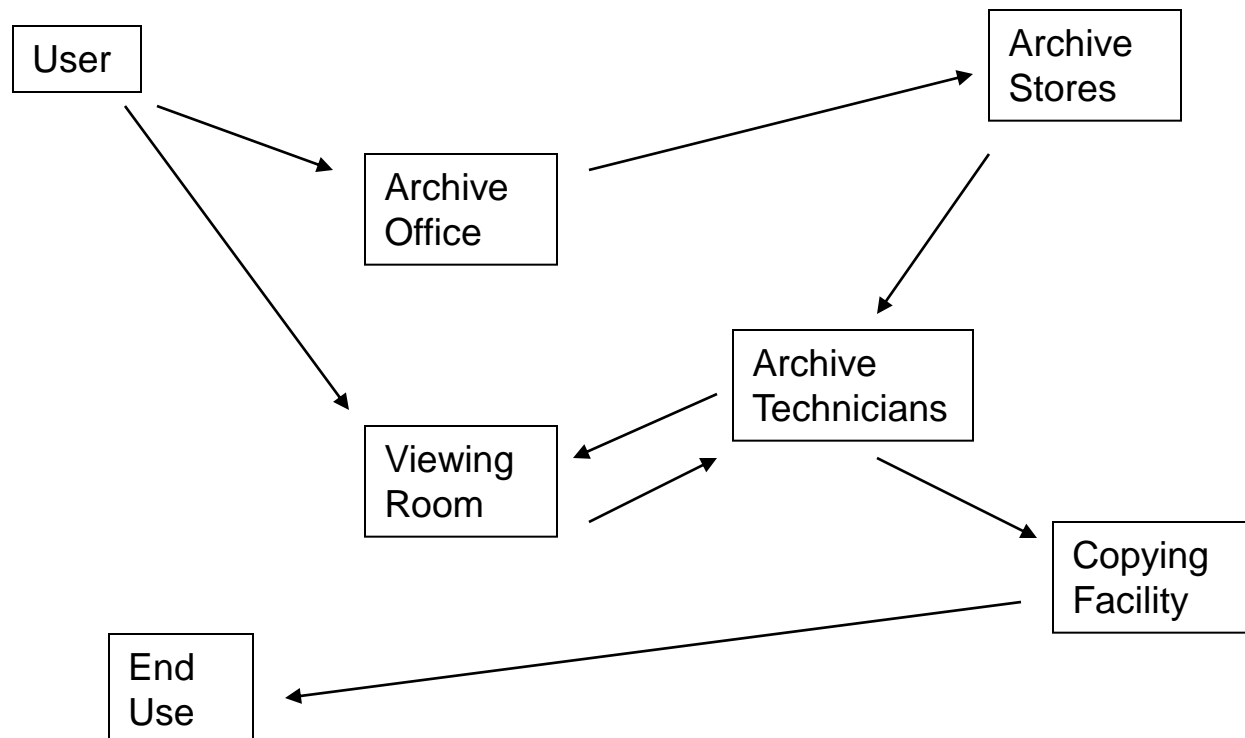 User
Archive
Stores
Archive
Office
Archive
Technicians
Viewing
Room
Copying
Facility
End
Use